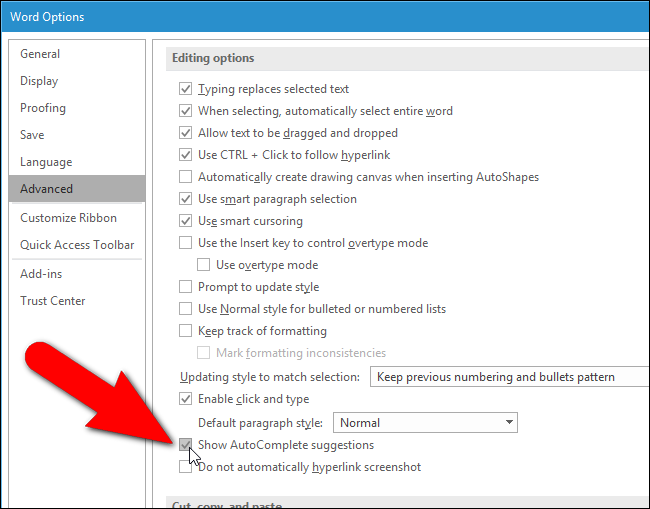 Word Options
General
Display
Proofing
Save
Language
Advanced
Customize Ribbon
Quick Access Toolbar
Add-ins
Trust Center
Editing options
Typing replaces selected text
When selecting, automatically select entire word
Allow text to be dragged and dropped
Use CTRL + Click to follow hyperlink
Automatically create drawing canvas when inserting AutoShapes
Use smart paragraph selection
Use smart cursoring
Use the Insert key to control overtype mode
Use overtype mode
Prompt to update style
Use Normal style for bulleted or numbered lists
Keep track of formatting
Mark formatting inconsistencies
Updating style to match selection: Keep previous numbering and bullets pattern
Enable click and type
Default paragraph style: Normal
Show AutoComplete suggestions
Do not automatically hyperlink screenshot
Cut, copy, and paste